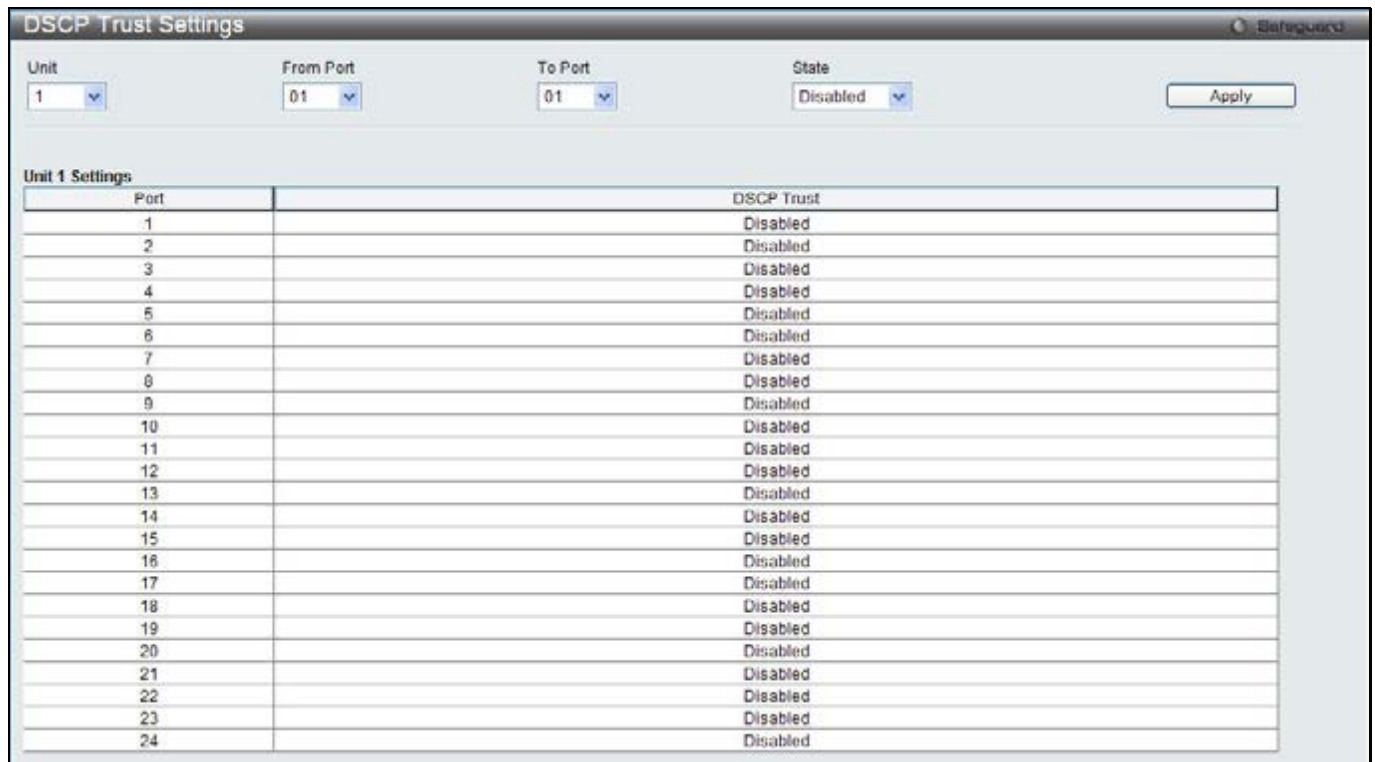 DSCP Trust Settings
Safeguard
Unit From Port To Port State
1 01 01 Disabled Apply
Unit 1 Settings
Port DSCP Trust
1 Disabled
2 Disabled
3 Disabled
4 Disabled
5 Disabled
6 Disabled
7 Disabled
8 Disabled
9 Disabled
10 Disabled
11 Disabled
12 Disabled
13 Disabled
14 Disabled
15 Disabled
16 Disabled
17 Disabled
18 Disabled
19 Disabled
20 Disabled
21 Disabled
22 Disabled
23 Disabled
24 Disabled